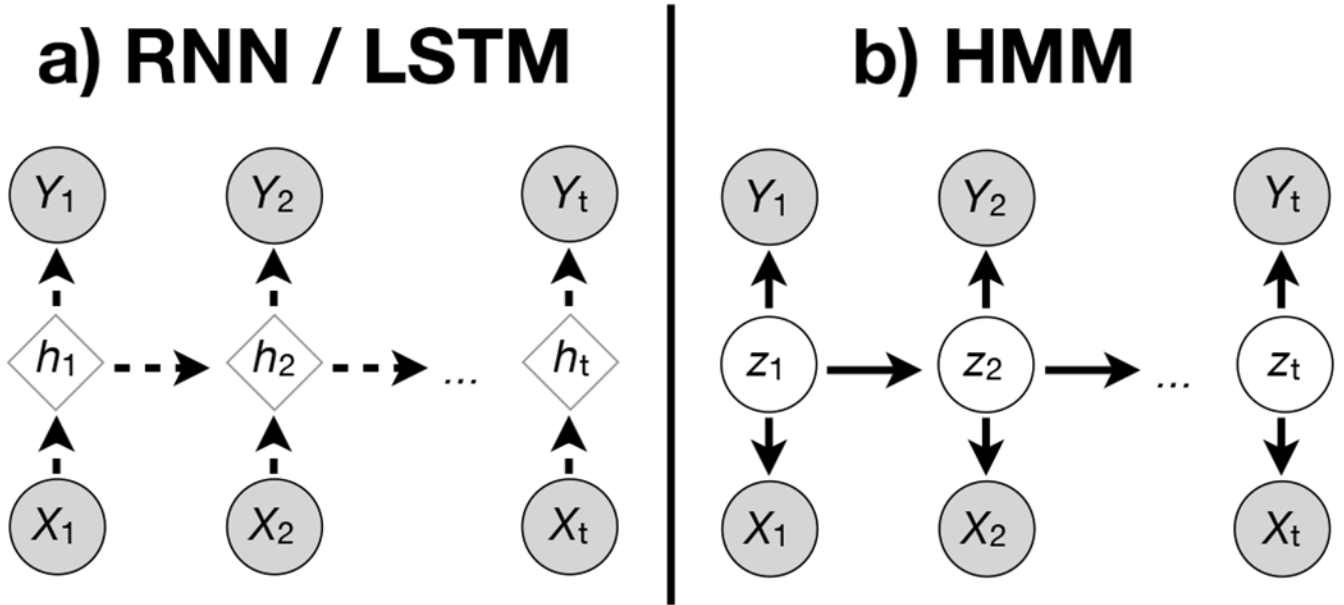 a) RNN / LSTM
Y1 Y2 Yt
h1 h2 ... ht
X1 X2 Xt
b) HMM
Y1 Y2 Yt
z1 z2 ... zt
X1 X2 Xt